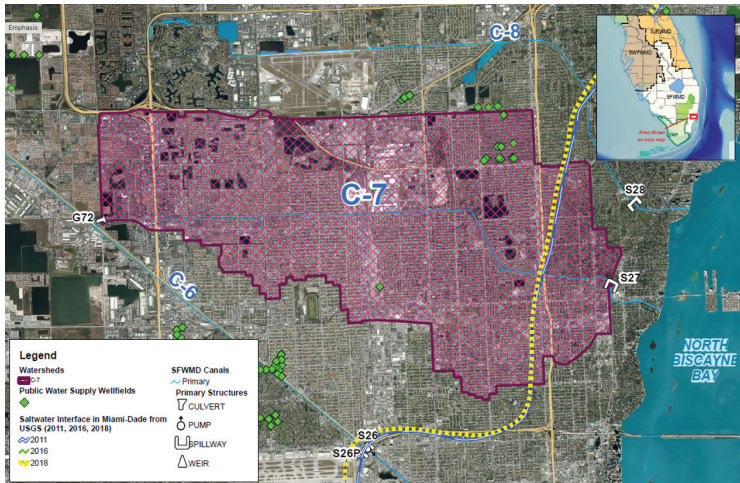 Emphasis
C-8
SJRWMD
SWFWMD
SFWMD
Area shown
on main map
C-7
S28
G72
C-6
S27
NORTH
BISCAYNE
BAY
S26
S26P
Legend
Watersheds
C-7
Public Water Supply Wellfields
Saltwater Interface in Miami-Dade from
USGS (2011, 2016, 2018)
2011
2016
2018
SFWMD Canals
Primary
Primary Structures
CULVERT
PUMP
SPILLWAY
WEIR